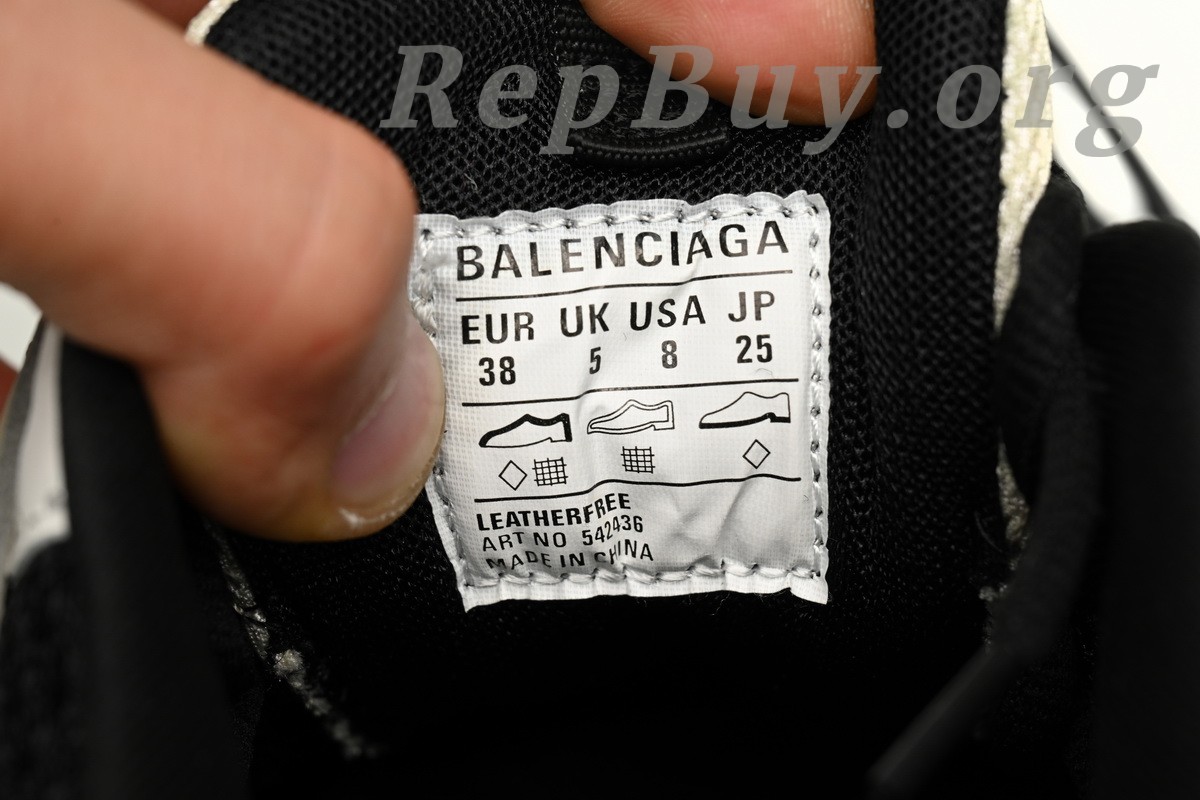 RepBuy.org
BALENCIAGA
EUR UK USA JP
38 5 8 25
LEATHERFREE
ART NO 542436
MADE IN CHINA